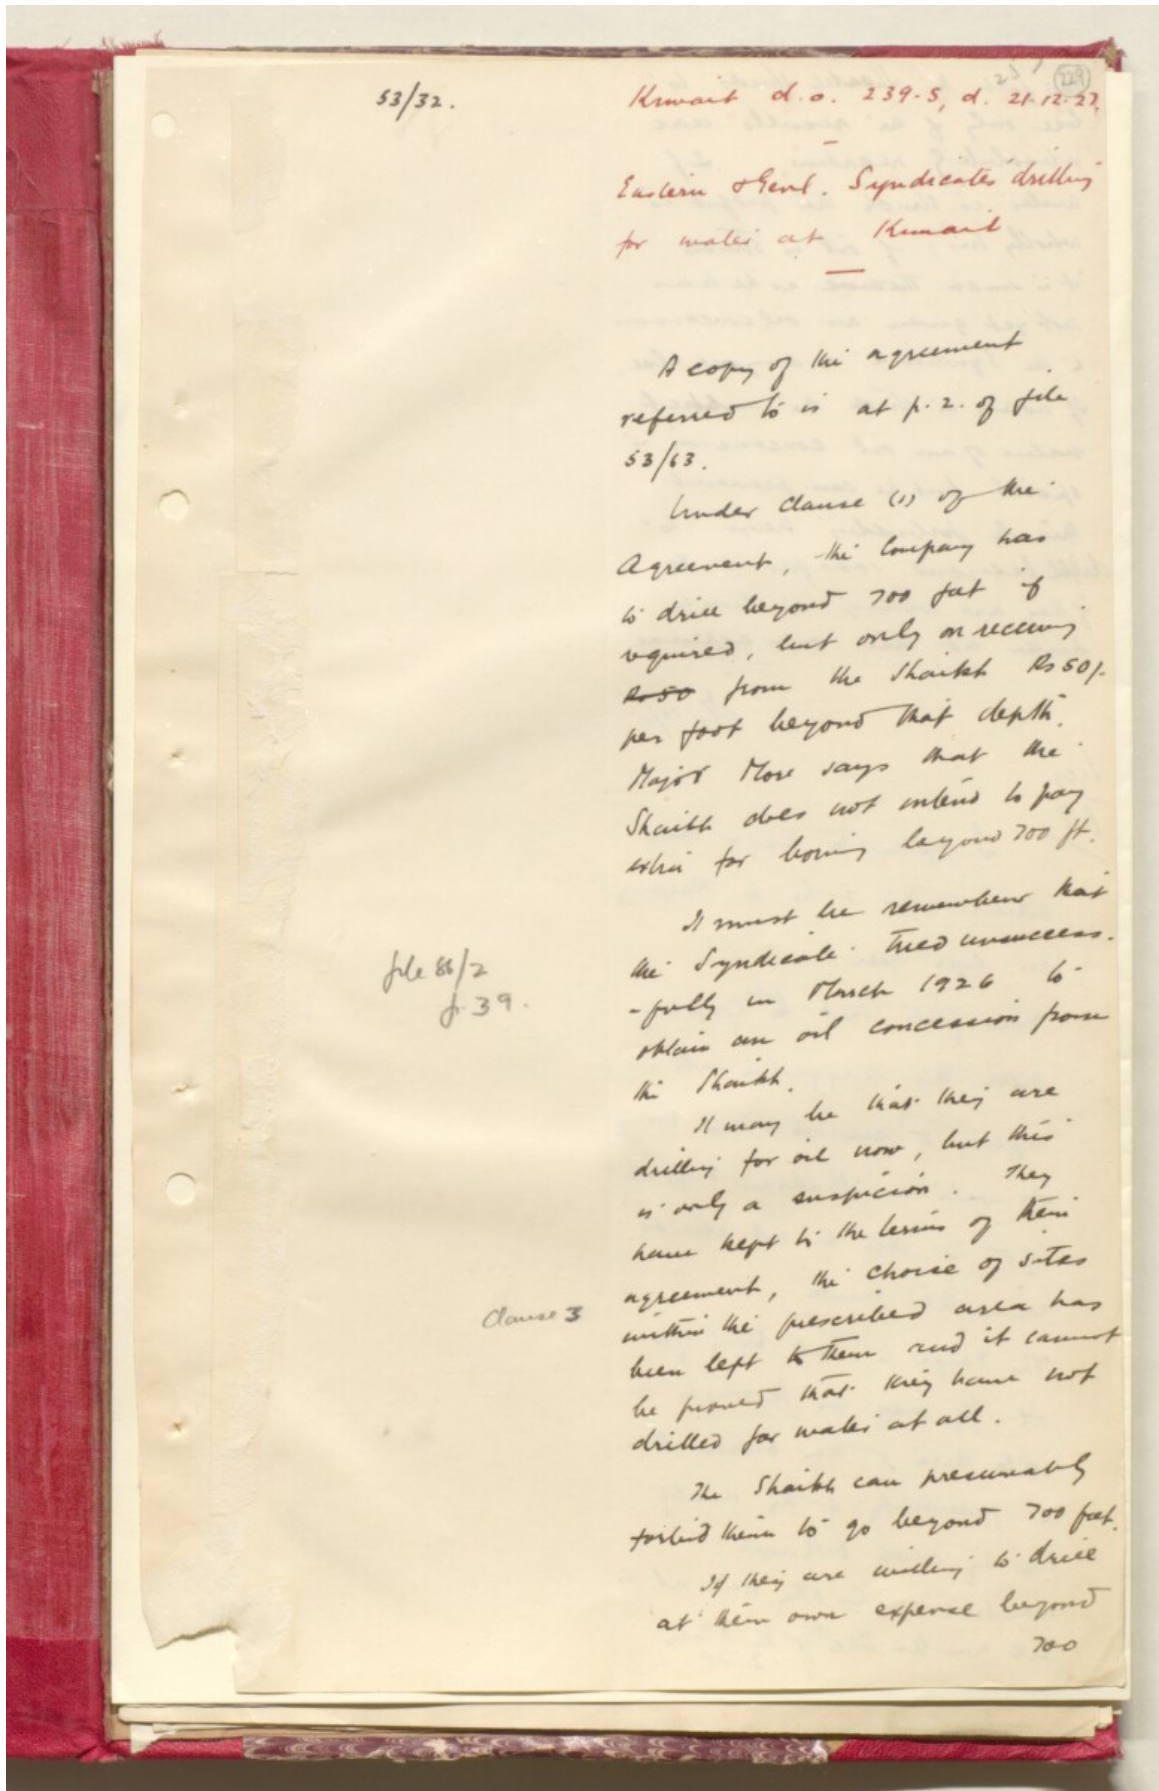 229
53/32.
Kuwait d.o. 239-S, d. 21.12.27.
Eastern & Genl. Syndicates' drilling
for water at Kuwait
A copy of the agreement
referred to is at p. 2. of file
53/63.
Under clause (1) of the
Agreement, the Company has
to drill beyond 700 feet if
required, but only on receiving
Rs 50 from the Shaikh Rs 50/-
per foot beyond that depth.
Major More says that the
Shaikh does not intend to pay
extra for boring beyond 700 ft.
It must be remember that
the Syndicate tried unsuccess-
-fully in March 1926 to
obtain an oil concession from
the Shaikh.
file 86/2
p. 39.
It may be that they are
drilling for oil now, but this
is only a suspicion. They
have kept to the terms of their
agreement, the choice of sites
within the prescribed area has
been left to them and it cannot
be proved that they have not
drilled for water at all.
Clause 3
The Shaikh can presumably
forbid them to go beyond 700 feet.
If they are willing to drill
at their own expense beyond
700